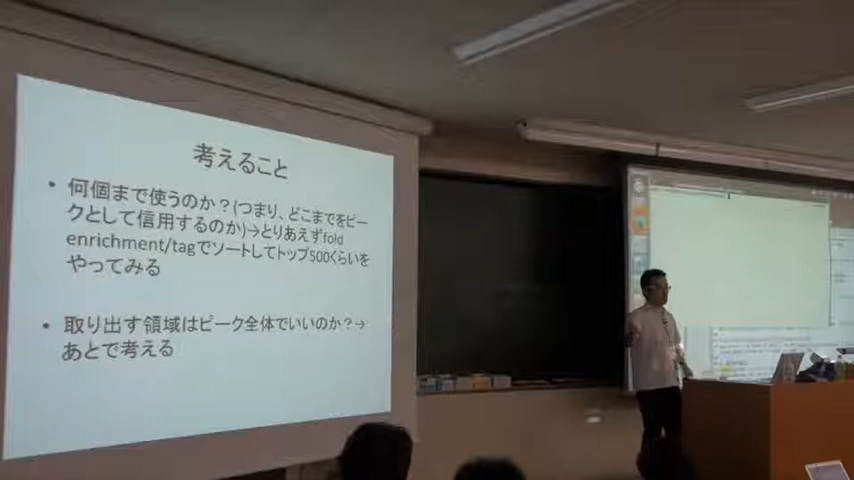 考えること
• 何個まで使うのか？(つまり、どこまでをピー
クとして信用するのか)→とりあえずfold
enrichment/tagでソートしてトップ500くらいを
やってみる
• 取り出す領域はピーク全体でいいのか？→
あとで考える